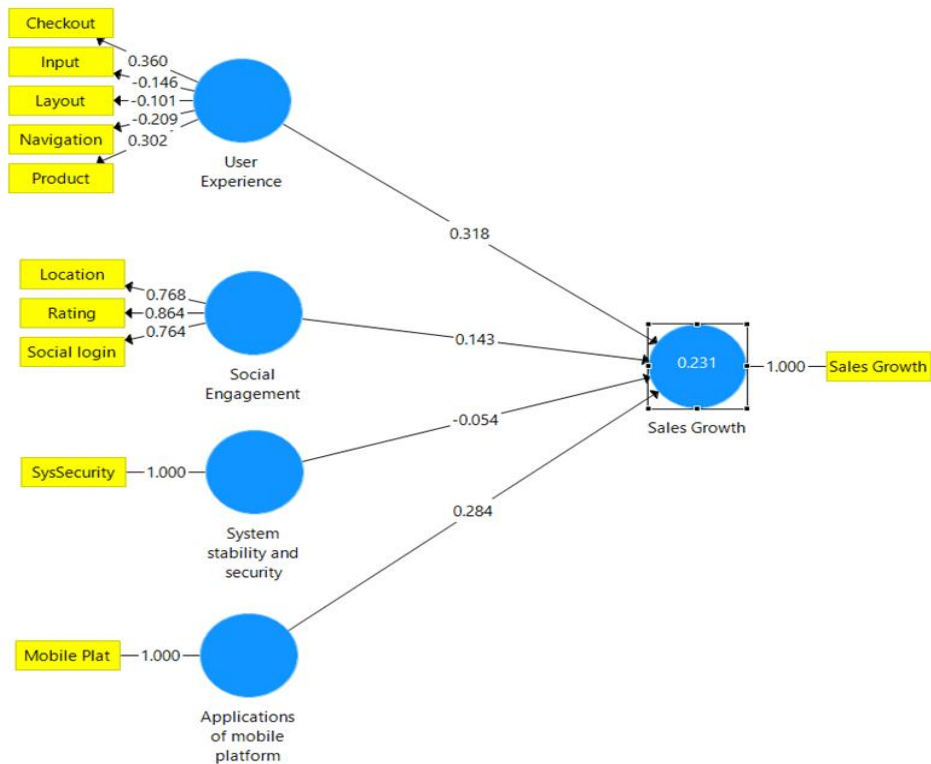 Checkout
0.360
Input
-0.146
Layout
-0.101
-0.209
Navigation
0.302
Product
User
Experience
0.318
Location
0.768
Rating
0.864
0.764
Social login
Social
Engagement
0.143
0.231
1.000
Sales Growth
Sales Growth
-0.054
SysSecurity
1.000
System
stability and
security
0.284
Mobile Plat
1.000
Applications
of mobile
platform